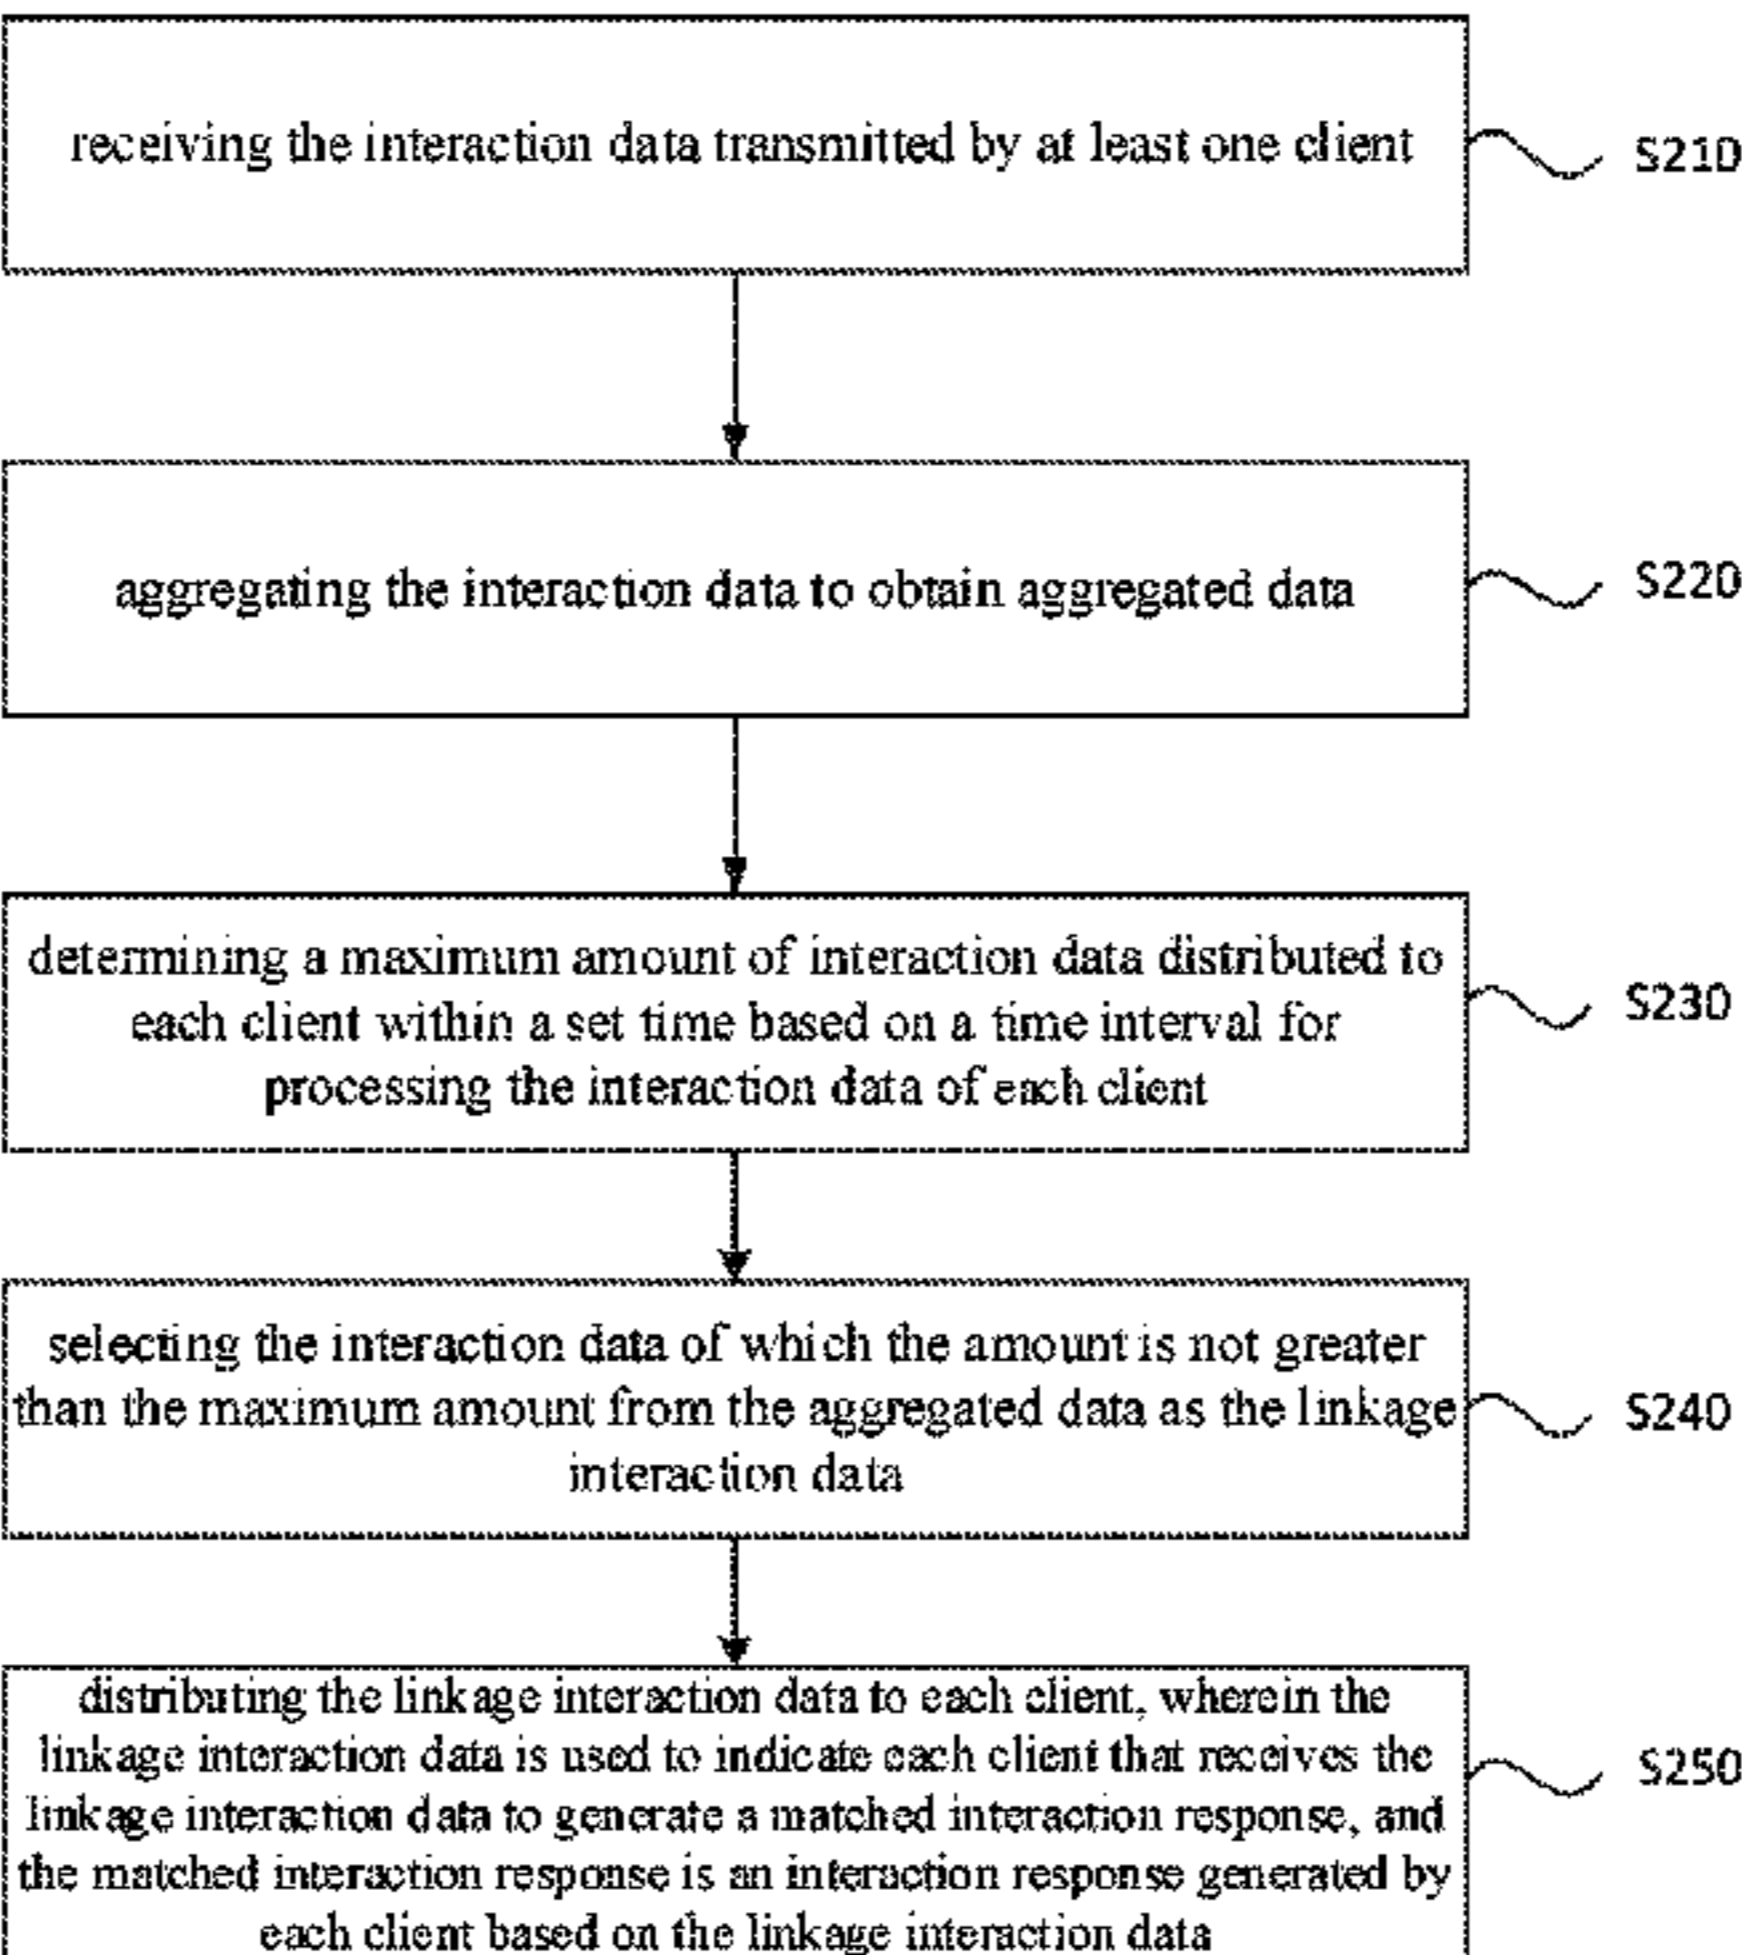 receiving the interaction data transmitted by at least one client
S210
aggregating the interaction data to obtain aggregated data
S220
determining a maximum amount of interaction data distributed to
each client within a set time based on a time interval for
processing the interaction data of each client
S230
selecting the interaction data of which the amount is not greater
than the maximum amount from the aggregated data as the linkage
interaction data
S240
distributing the linkage interaction data to each client, wherein the
linkage interaction data is used to indicate each client that receives the
linkage interaction data to generate a matched interaction response, and
the matched interaction response is an interaction response generated by
each client based on the linkage interaction data
S250